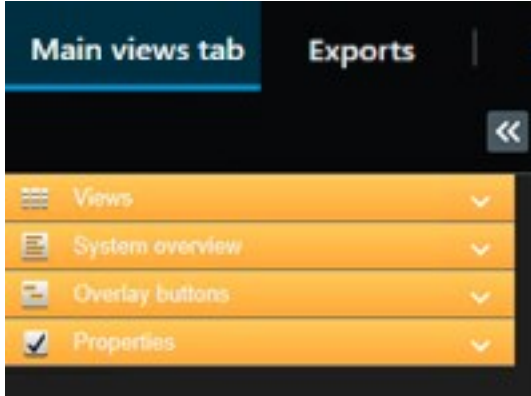 Main views tab Exports
Views
System overview
Overlay buttons
Properties